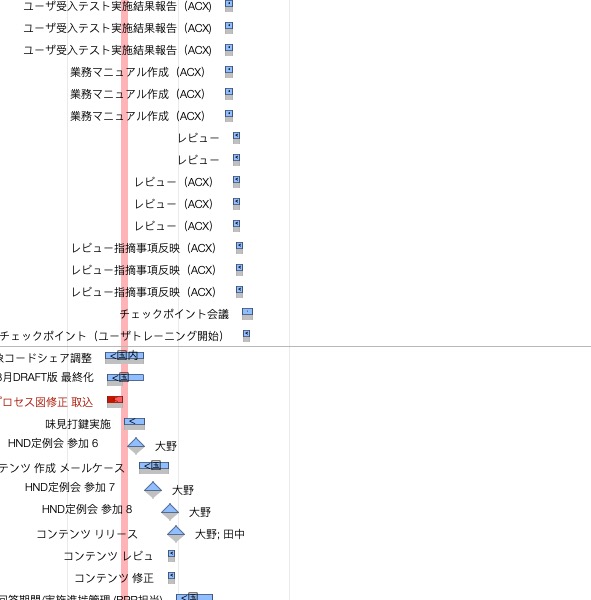 ユーザ受入テスト実施結果報告（ACX）
ユーザ受入テスト実施結果報告（ACX）
ユーザ受入テスト実施結果報告（ACX）
業務マニュアル作成（ACX）
業務マニュアル作成（ACX）
業務マニュアル作成（ACX）
レビュー
レビュー
レビュー（ACX）
レビュー（ACX）
レビュー（ACX）
レビュー指摘事項反映（ACX）
レビュー指摘事項反映（ACX）
レビュー指摘事項反映（ACX）
チェックポイント会議
チェックポイント（ユーザトレーニング開始）
コードシェア調整 <国内
月DRAFT版 最終化 <国
プロセス図修正 取込
味見打鍵実施 <
HND定例会 参加 6 大野
テンツ 作成 メールケース <国
HND定例会 参加 7 大野
HND定例会 参加 8 大野
コンテンツ リリース 大野; 田中
コンテンツ レビュ
コンテンツ 修正